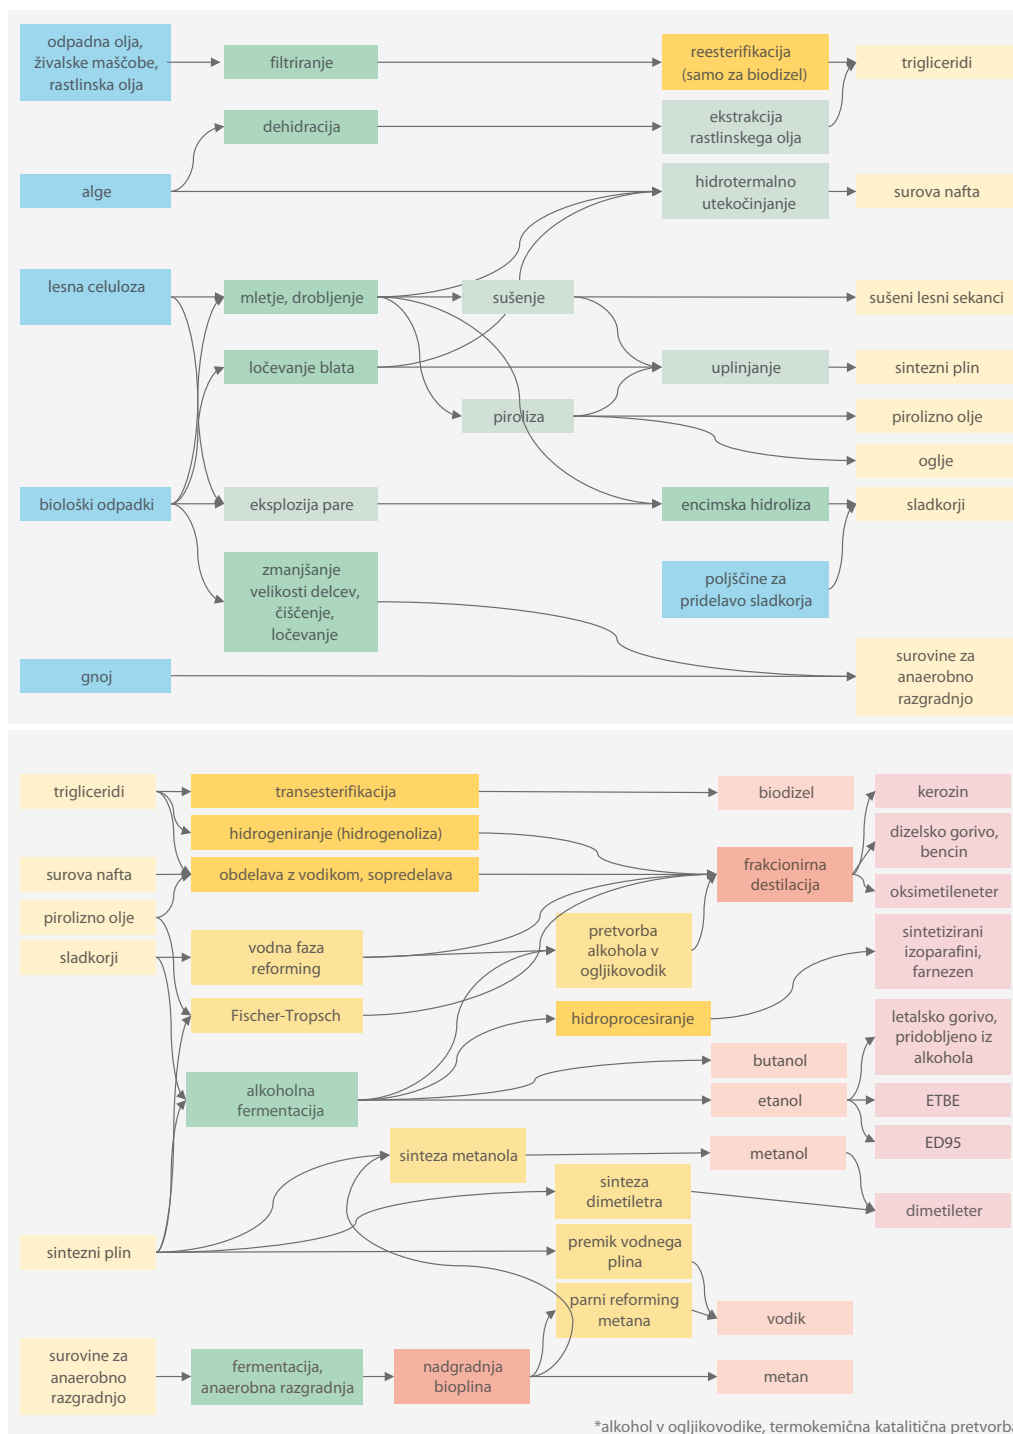 odpadna olja,
živalske maščobe,
rastlinska olja
filtriranje
reesterifikacija
(samo za biodizel)
trigliceridi
dehidracija
ekstrakcija
rastlinskega olja
alge
hidrotermalno
utekočinjanje
surova nafta
lesna celuloza
mletje, drobljenje
sušenje
sušeni lesni sekanci
ločevanje blata
uplinjanje
sintezni plin
piroliza
pirolizno olje
oglje
biološki odpadki
eksplozija pare
encimska hidroliza
sladkorji
zmanjšanje
velikosti delcev,
čiščenje,
ločevanje
poljščine za
pridelavo sladkorja
gnoj
surovine za
anaerobno
razgradnjo
trigliceridi
transesterifikacija
biodizel
kerozin
hidrogeniranje (hidrogenoliza)
dizelsko gorivo,
bencin
surova nafta
obdelava z vodikom, sopredelava
frakcionirna
destilacija
oksimetileneter
pirolizno olje
sladkorji
vodna faza
reforming
pretvorba
alkohola v
ogljikovodik
sintetizirani
izoparafini,
farnezen
Fischer-Tropsch
hidroprocesiranje
letalsko gorivo,
pridobljeno iz
alkohola
butanol
alkoholna
fermentacija
etanol
ETBE
ED95
sinteza metanola
metanol
sinteza
dimetiletra
dimetileter
sintezni plin
premik vodnega
plina
parni reforming
metana
vodik
surovine za
anaerobno
razgradnjo
fermentacija,
anaerobna razgradnja
nadgradnja
bioplina
metan
*alkohol v ogljikovodike, termokemična katalitična pretvorba